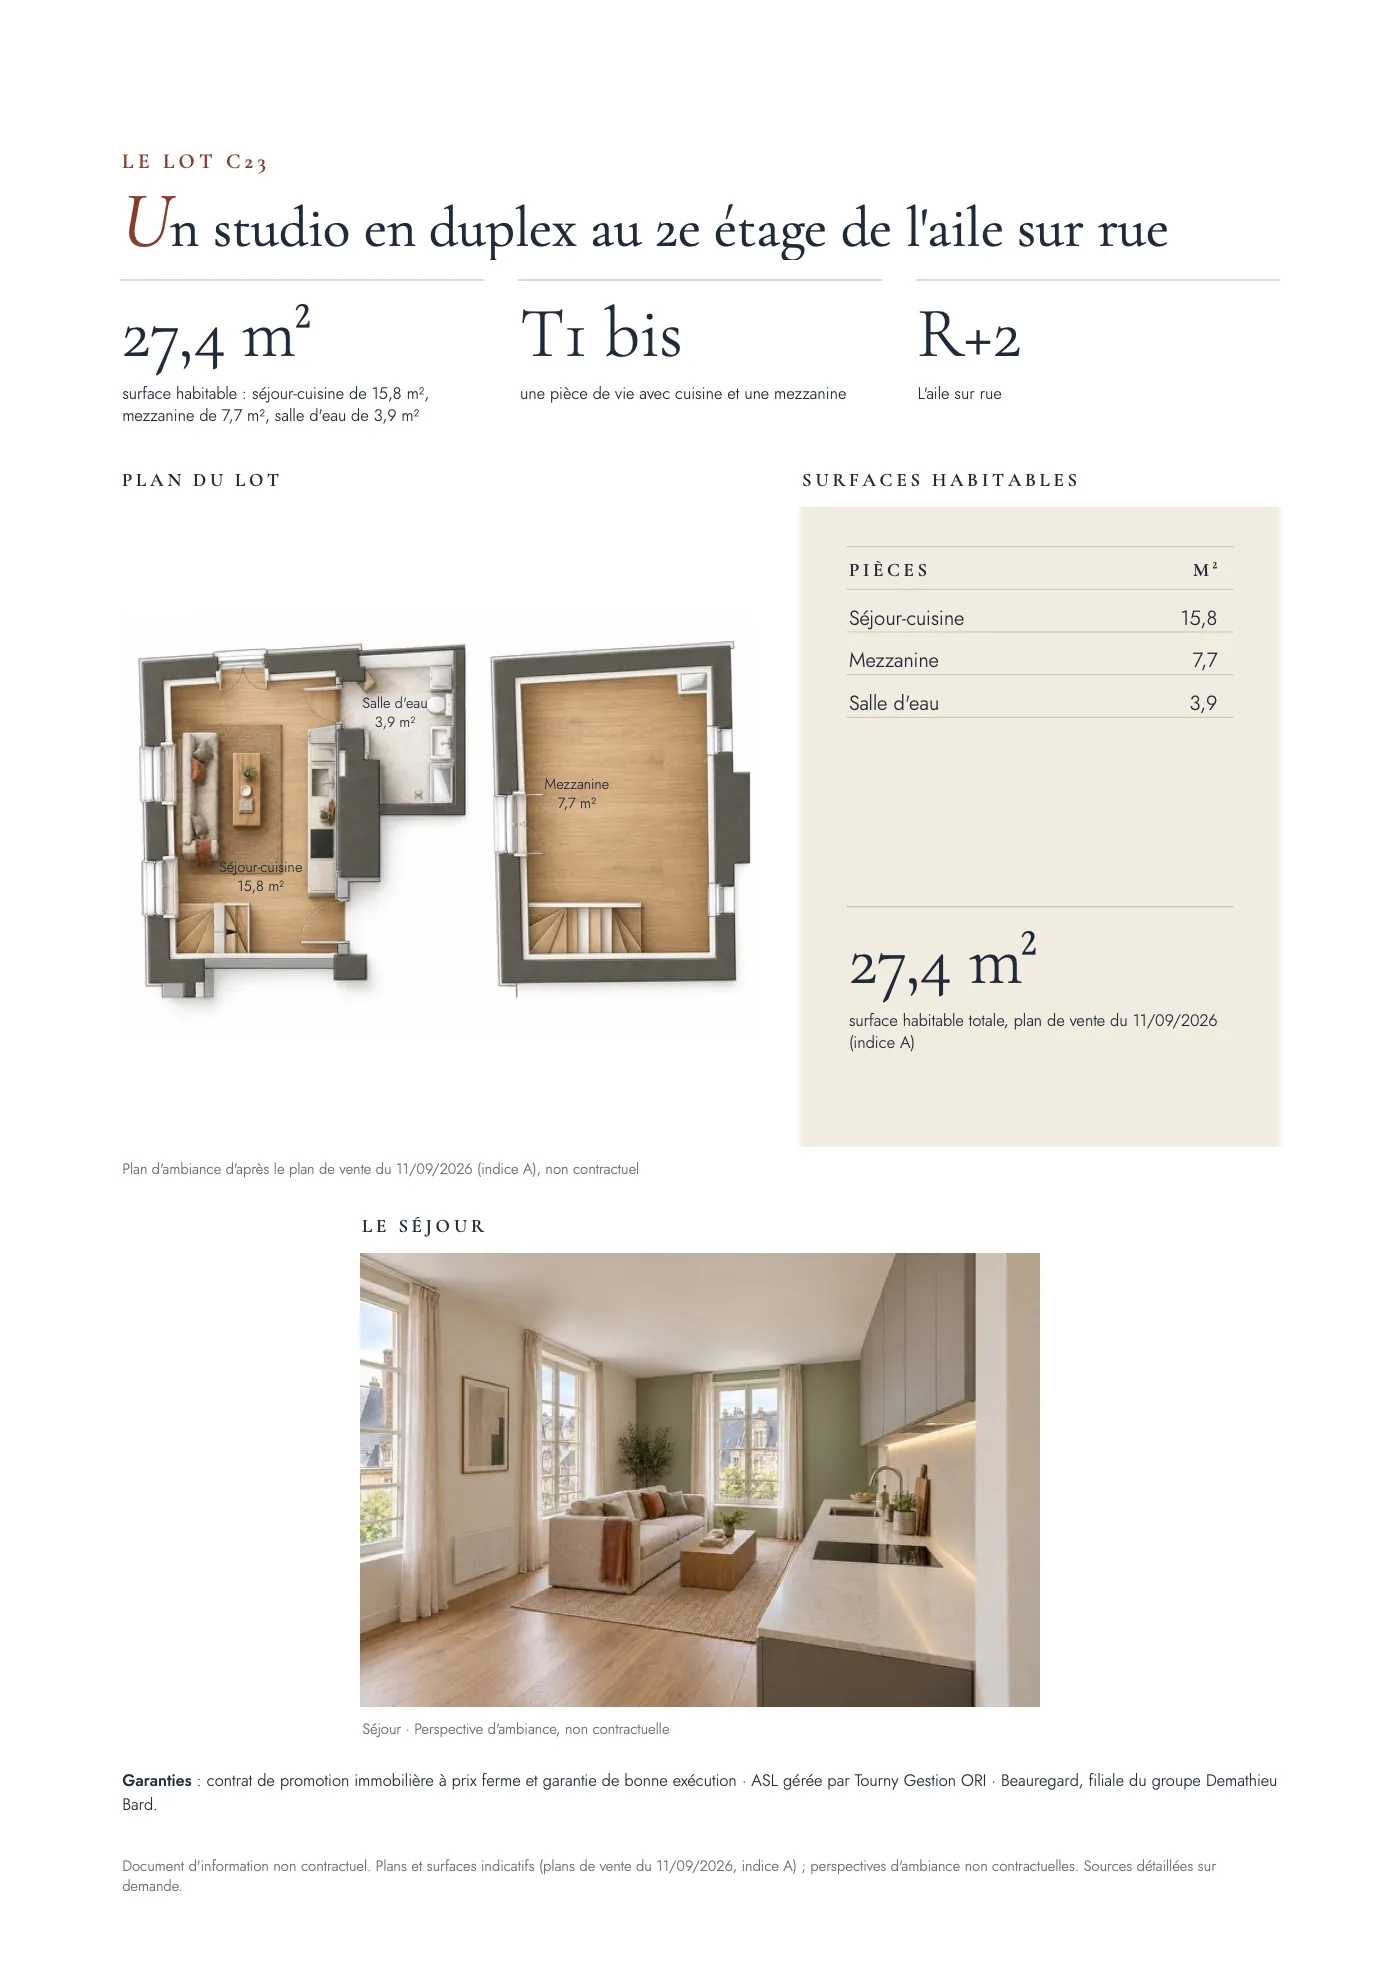 LE LOT C23
Un studio en duplex au 2e étage de l'aile sur rue
27,4 m²
surface habitable : séjour-cuisine de 15,8 m²,
mezzanine de 7,7 m², salle d'eau de 3,9 m²
T1 bis
une pièce de vie avec cuisine et une mezzanine
R+2
L'aile sur rue
PLAN DU LOT
Salle d'eau
3,9 m²
Mezzanine
7,7 m²
Séjour-cuisine
15,8 m²
SURFACES HABITABLES
PIÈCES M²
Séjour-cuisine 15,8
Mezzanine 7,7
Salle d'eau 3,9
27,4 m²
surface habitable totale, plan de vente du 11/09/2026
(indice A)
Plan d'ambiance d'après le plan de vente du 11/09/2026 (indice A), non contractuel
LE SÉJOUR
Séjour · Perspective d'ambiance, non contractuelle
Garanties : contrat de promotion immobilière à prix ferme et garantie de bonne exécution · ASL gérée par Tourny Gestion ORI · Beauregard, filiale du groupe Demathieu
Bard.
Document d'information non contractuel. Plans et surfaces indicatifs (plans de vente du 11/09/2026, indice A) ; perspectives d'ambiance non contractuelles. Sources détaillées sur
demande.